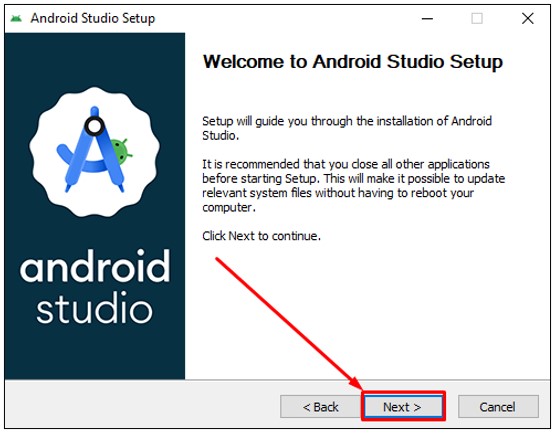 Android Studio Setup
Welcome to Android Studio Setup
Setup will guide you through the installation of Android
Studio.
It is recommended that you close all other applications
before starting Setup. This will make it possible to update
relevant system files without having to reboot your
computer.
Click Next to continue.
android
studio
< Back
Next >
Cancel